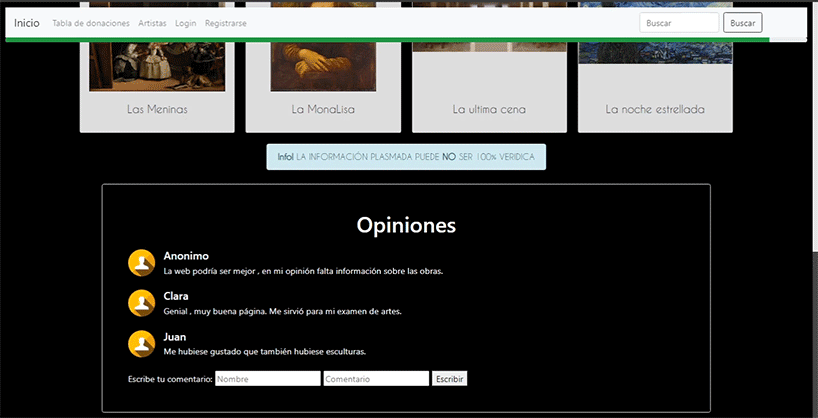 Inicio Tabla de donaciones Artistas Login Registrarse Buscar Buscar
Las Meninas La MonaLisa La ultima cena La noche estrellada
Info! LA INFORMACIÓN PLASMADA PUEDE NO SER 100% VERIDICA
Opiniones
Anonimo
La web podría ser mejor , en mi opinión falta información sobre las obras.
Clara
Genial , muy buena página. Me sirvió para mi examen de artes.
Juan
Me hubiese gustado que también hubiese esculturas.
Escribe tu comentario: Nombre Comentario Escribir